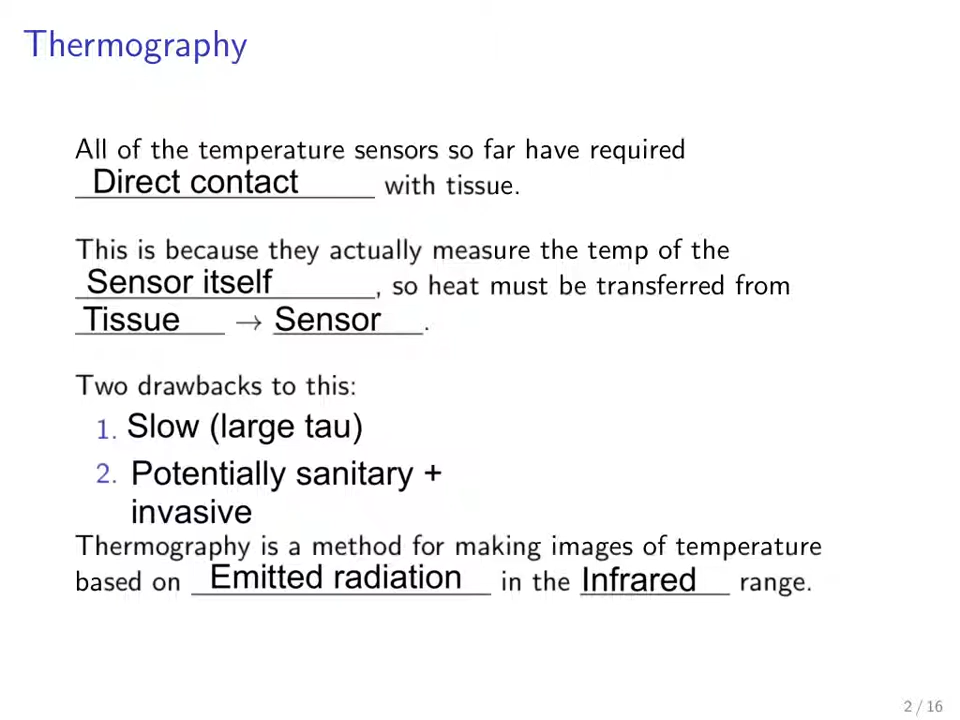 Thermography
All of the temperature sensors so far have required
Direct contact with tissue.
This is because they actually measure the temp of the
Sensor itself, so heat must be transferred from
Tissue → Sensor.
Two drawbacks to this:
1. Slow (large tau)
2. Potentially sanitary +
invasive
Thermography is a method for making images of temperature
based on Emitted radiation in the Infrared range.
2 / 16